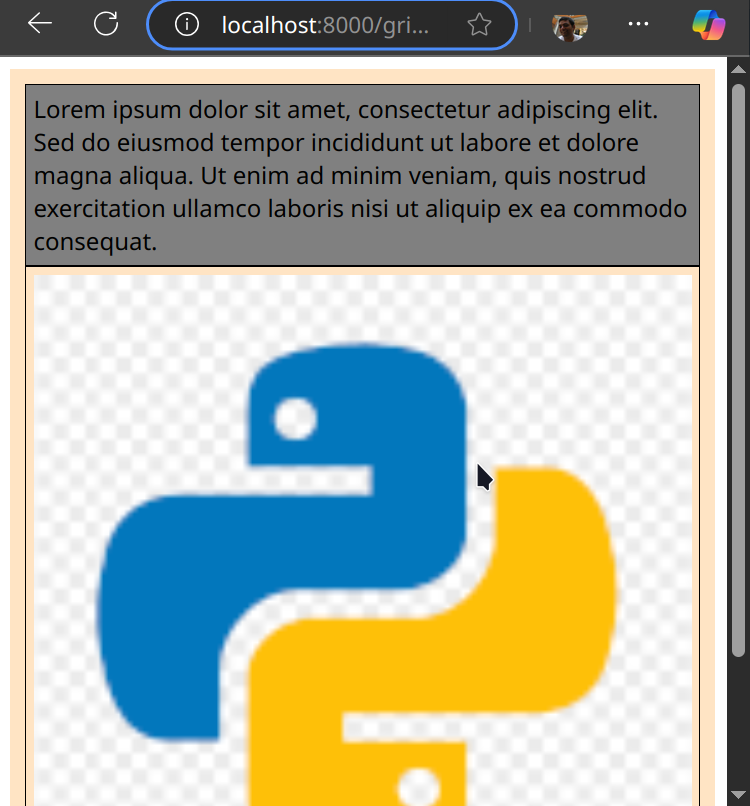 localhost:8000/gri...
Lorem ipsum dolor sit amet, consectetur adipiscing elit.
Sed do eiusmod tempor incididunt ut labore et dolore
magna aliqua. Ut enim ad minim veniam, quis nostrud
exercitation ullamco laboris nisi ut aliquip ex ea commodo
consequat.